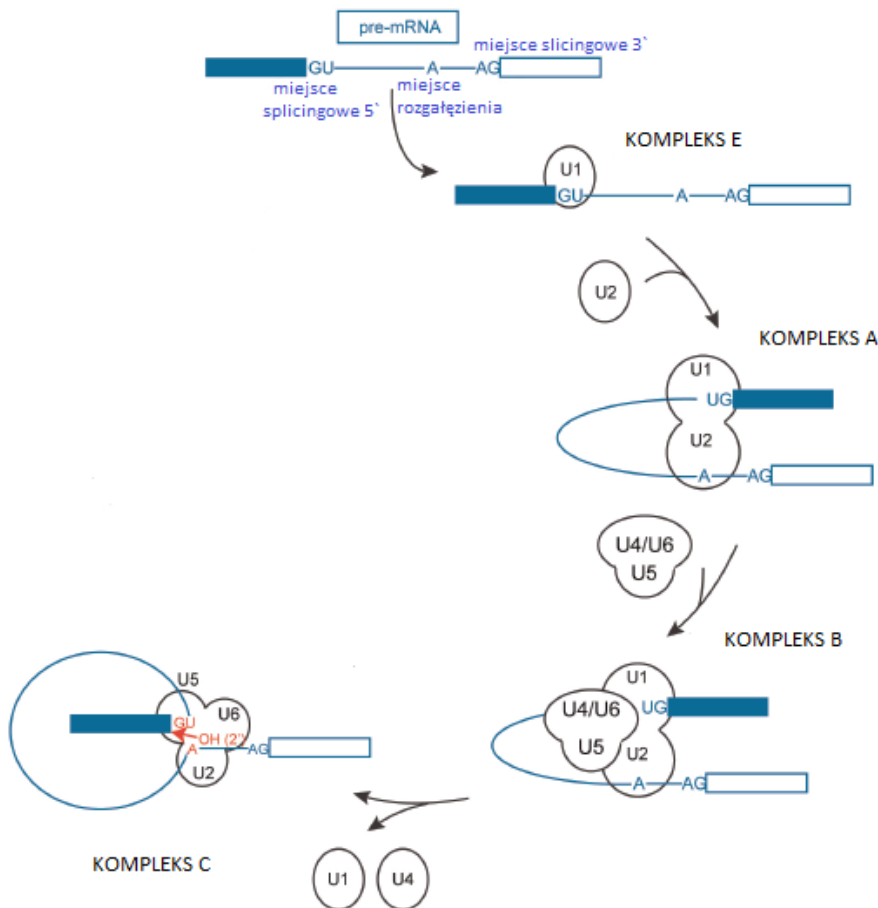 pre-mRNA
miejsce slicingowe 3`
GU A AG
miejsce
splicingowe 5`
miejsce
rozgałęzienia
KOMPLEKS E
U1
GU A AG
U2
KOMPLEKS A
U1
UG
U2
A AG
U4/U6
U5
KOMPLEKS B
U1
U4/U6 UG
U5 U2
A AG
U5
U6
GU
OH (2')
A AG
U2
KOMPLEKS C
U1 U4